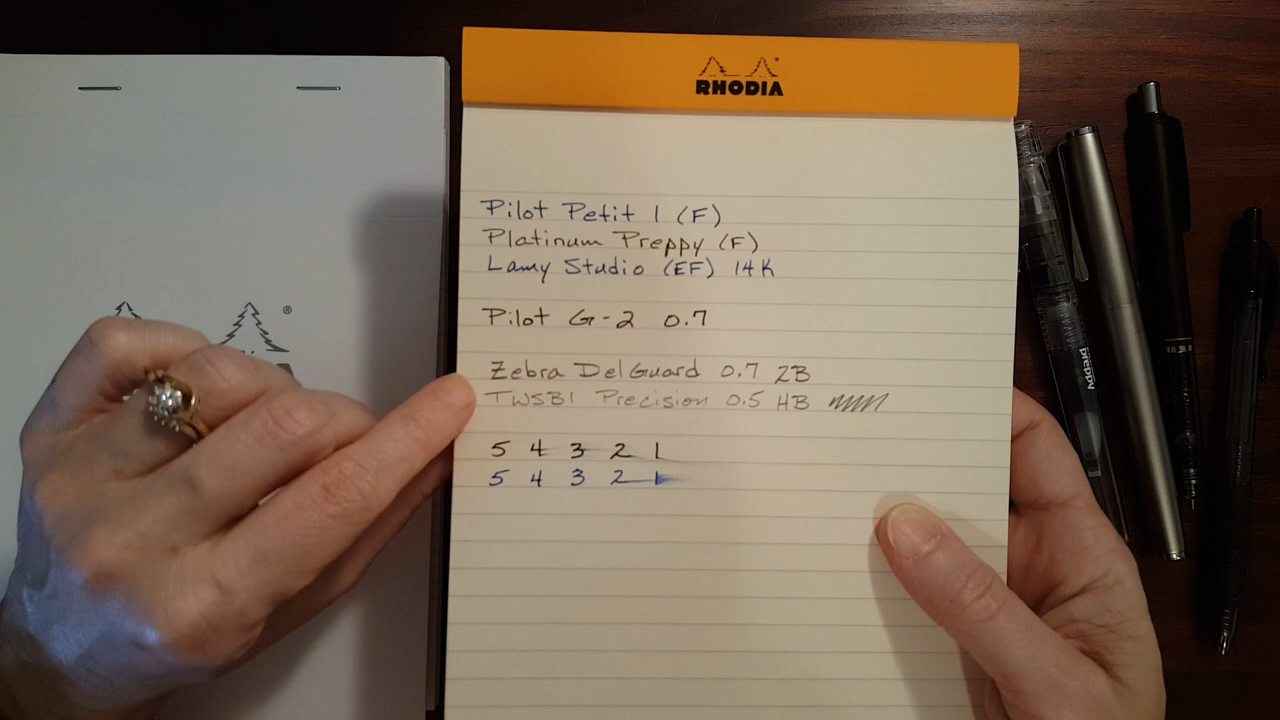 RHODIA
Pilot Petit 1 (F)
Platinum Preppy (F)
Lamy Studio (EF) 14K
Pilot G-2 0.7
Zebra DelGuard 0.7 2B
TWSBI Precision 0.5 HB
5 4 3 2 1
5 4 3 2 1
preppy
®